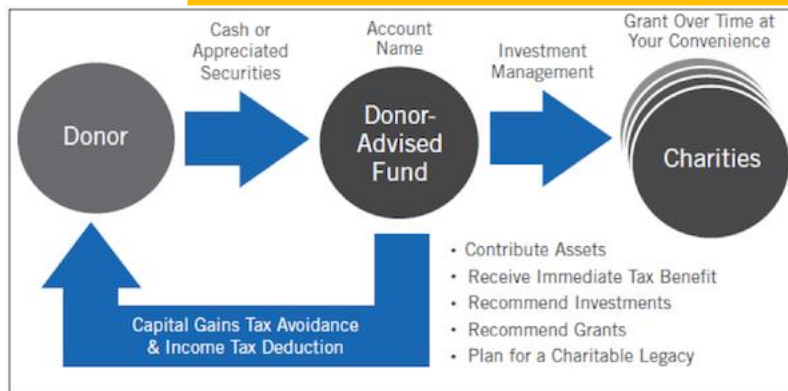 Cash or
Appreciated
Securities
Account
Name
Investment
Management
Grant Over Time at
Your Convenience
Donor
Donor-
Advised
Fund
Charities
Capital Gains Tax Avoidance
& Income Tax Deduction
• Contribute Assets
• Receive Immediate Tax Benefit
• Recommend Investments
• Recommend Grants
• Plan for a Charitable Legacy